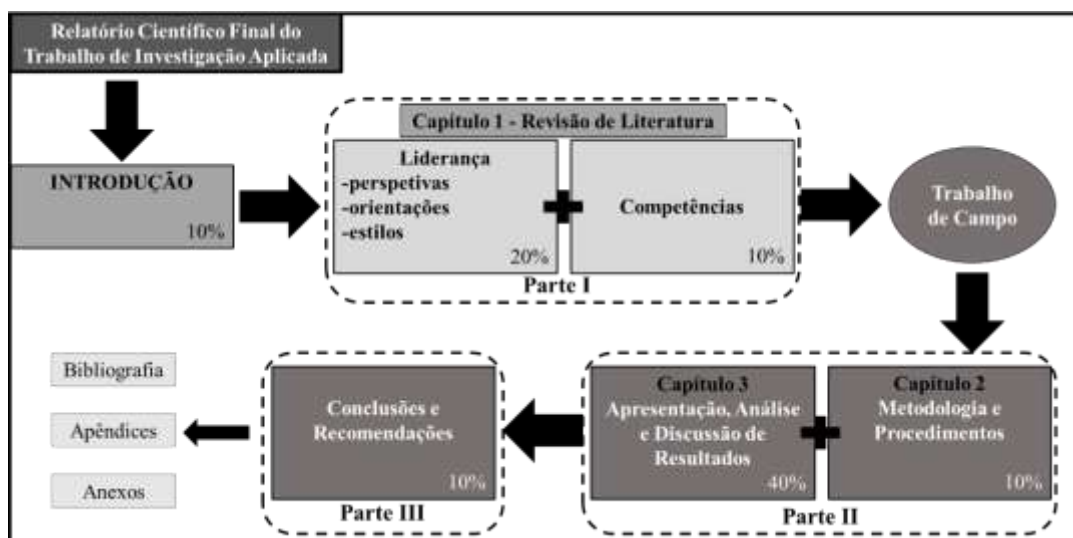 Relatório Científico Final do
Trabalho de Investigação Aplicada
INTRODUÇÃO
10%
Capítulo 1 - Revisão de Literatura
Liderança
-perspetivas
-orientações
-estilos
20%
Competências
10%
Parte I
Trabalho
de Campo
Capítulo 2
Metodologia e
Procedimentos
10%
Capítulo 3
Apresentação, Análise
e Discussão de
Resultados
40%
Parte II
Conclusões e
Recomendações
10%
Parte III
Bibliografia
Apêndices
Anexos